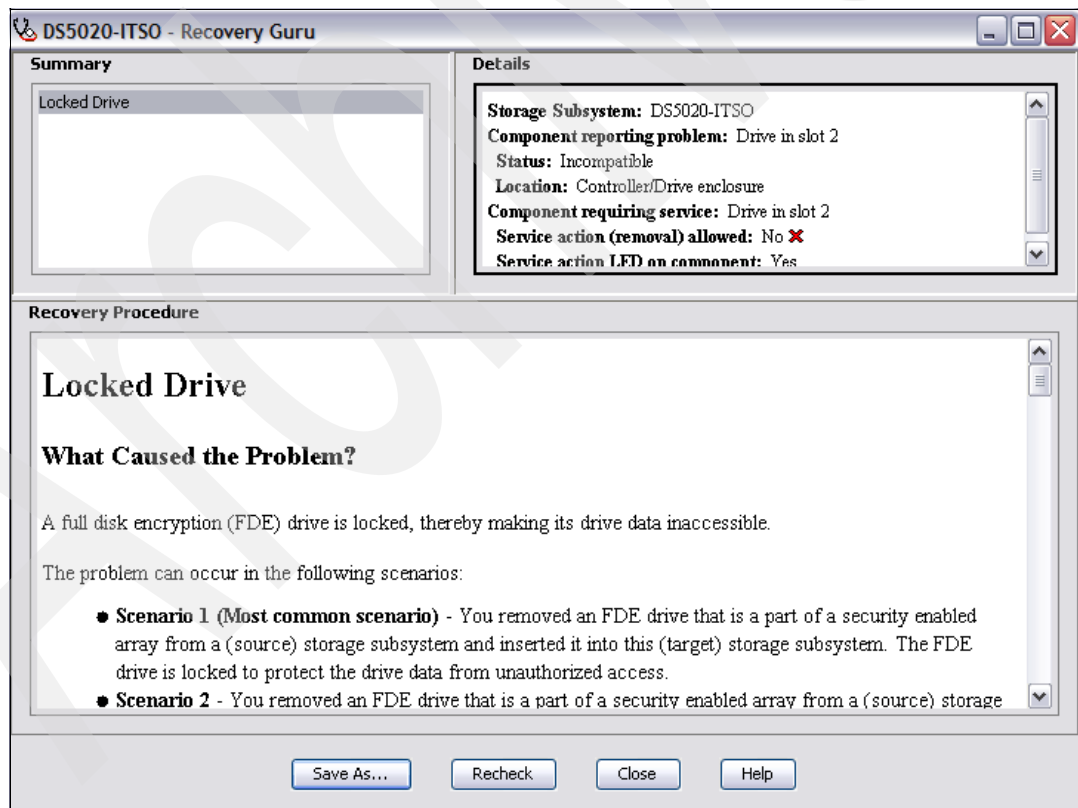 DS5020-ITSO - Recovery Guru
Summary
Locked Drive
Details
Storage Subsystem: DS5020-ITSO
Component reporting problem: Drive in slot 2
Status: Incompatible
Location: Controller/Drive enclosure
Component requiring service: Drive in slot 2
Service action (removal) allowed: No
Service action LED on component: Yes
Recovery Procedure
Locked Drive
What Caused the Problem?
A full disk encryption (FDE) drive is locked, thereby making its drive data inaccessible.
The problem can occur in the following scenarios:
Scenario 1 (Most common scenario) - You removed an FDE drive that is a part of a security enabled
array from a (source) storage subsystem and inserted it into this (target) storage subsystem. The FDE
drive is locked to protect the drive data from unauthorized access.
Scenario 2 - You removed an FDE drive that is a part of a security enabled array from a (source) storage
Save As...
Recheck
Close
Help